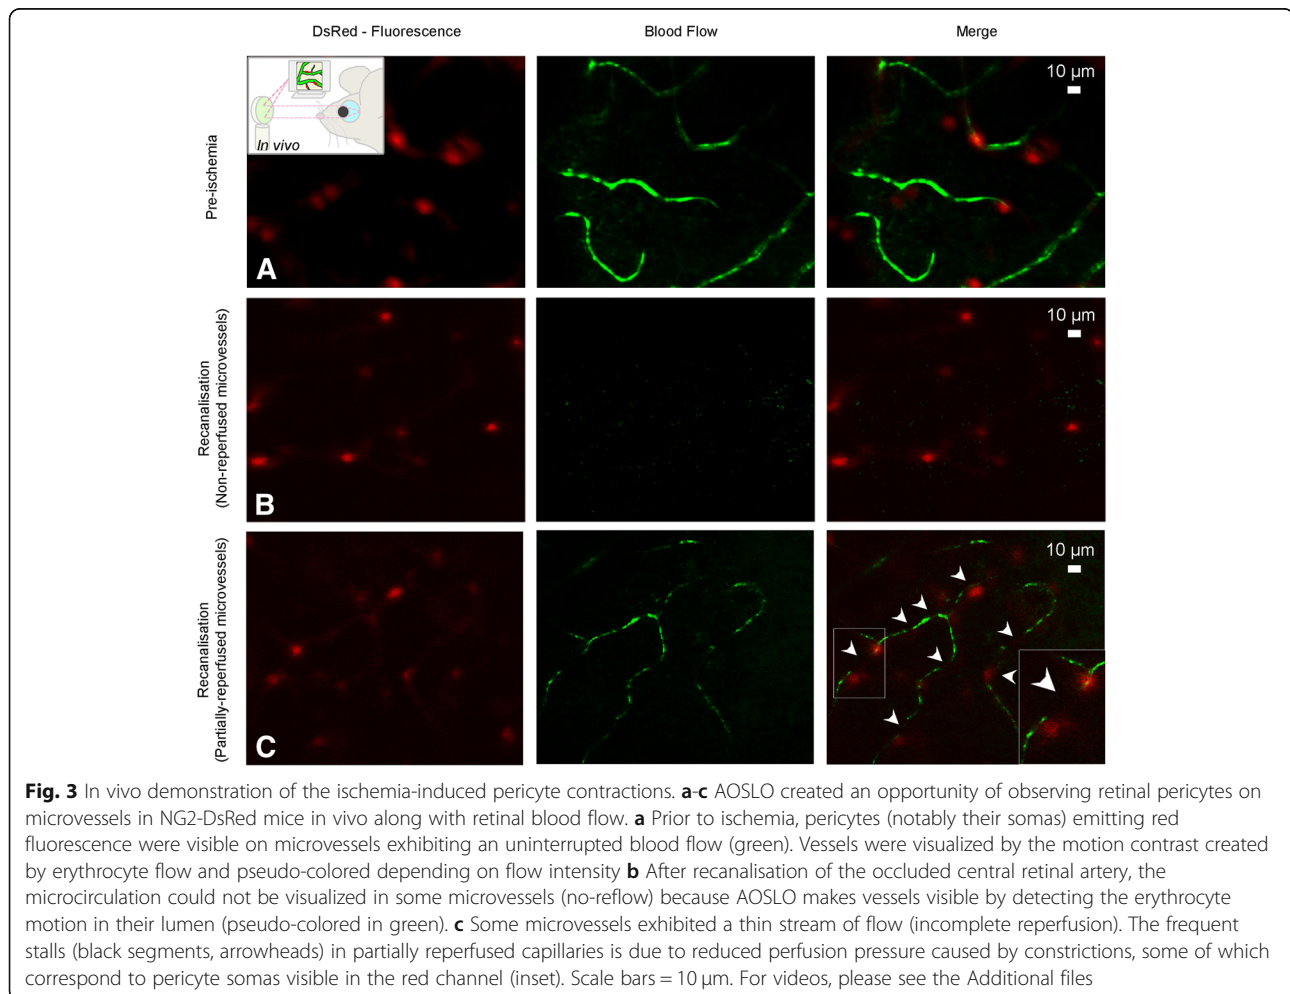 DsRed - Fluorescence
Blood Flow
Merge
Pre-ischemia
In vivo
A
10 µm
Recanalisation
(Non-reperfused microvessels)
B
10 µm
Recanalisation
(Partially-reperfused microvessels)
C
10 µm
Fig. 3 In vivo demonstration of the ischemia-induced pericyte contractions. a-c AOSLO created an opportunity of observing retinal pericytes on
microvessels in NG2-DsRed mice in vivo along with retinal blood flow. a Prior to ischemia, pericytes (notably their somas) emitting red
fluorescence were visible on microvessels exhibiting an uninterrupted blood flow (green). Vessels were visualized by the motion contrast created
by erythrocyte flow and pseudo-colored depending on flow intensity b After recanalisation of the occluded central retinal artery, the
microcirculation could not be visualized in some microvessels (no-reflow) because AOSLO makes vessels visible by detecting the erythrocyte
motion in their lumen (pseudo-colored in green). c Some microvessels exhibited a thin stream of flow (incomplete reperfusion). The frequent
stalls (black segments, arrowheads) in partially reperfused capillaries is due to reduced perfusion pressure caused by constrictions, some of which
correspond to pericyte somas visible in the red channel (inset). Scale bars = 10 µm. For videos, please see the Additional files